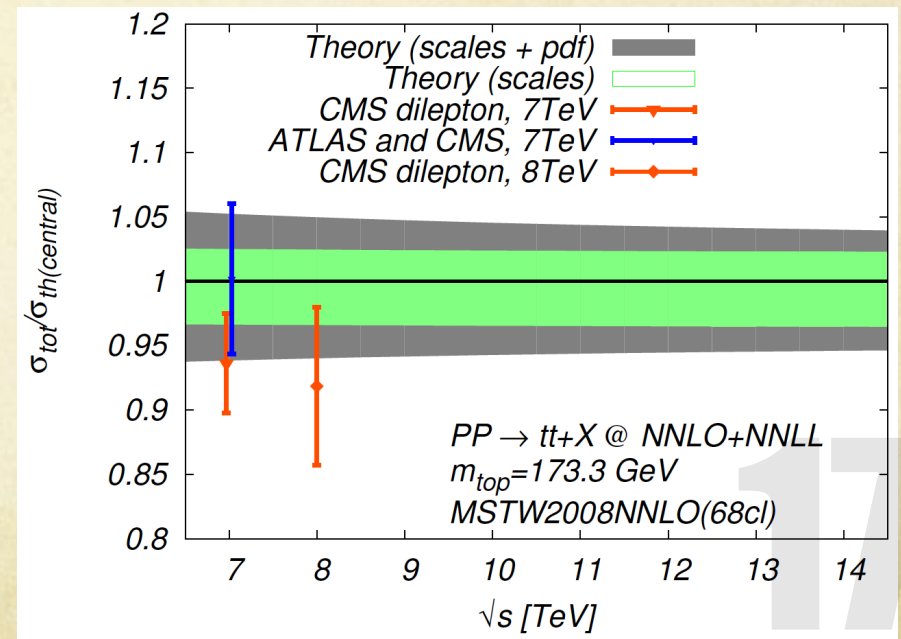 1.2
1.15
1.1
1.05
1
0.95
0.9
0.85
0.8
σtot/σth(central)
Theory (scales + pdf)
Theory (scales)
CMS dilepton, 7TeV
ATLAS and CMS, 7TeV
CMS dilepton, 8TeV
PP → tt+X @ NNLO+NNLL
mtop=173.3 GeV
MSTW2008NNLO(68cl)
17
7 8 9 10 11 12 13 14
√s [TeV]